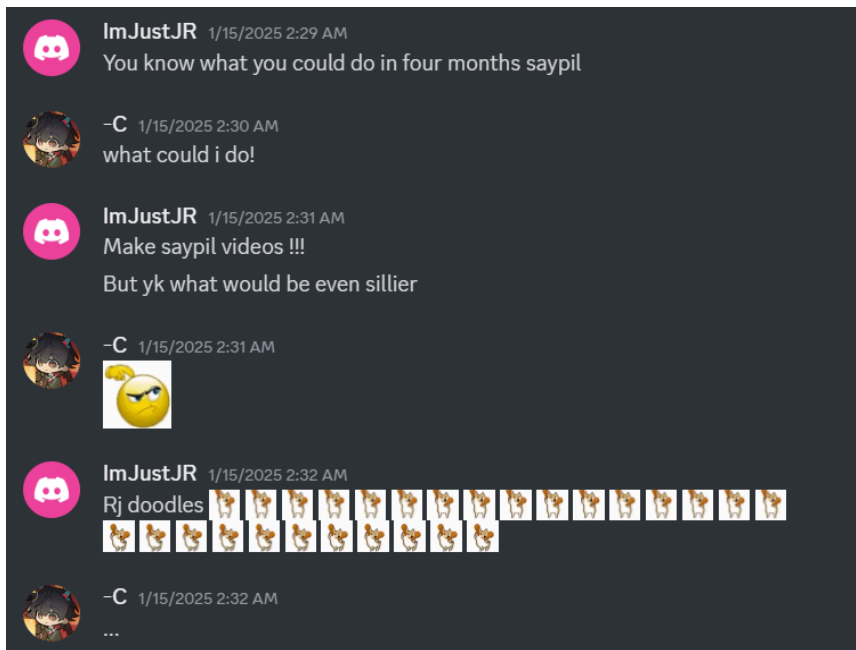 ImJustJR 1/15/2025 2:29 AM
You know what you could do in four months saypil
-C 1/15/2025 2:30 AM
what could i do!
ImJustJR 1/15/2025 2:31 AM
Make saypil videos !!!
But yk what would be even sillier
-C 1/15/2025 2:31 AM
ImJustJR 1/15/2025 2:32 AM
Rj doodles
-C 1/15/2025 2:32 AM
...